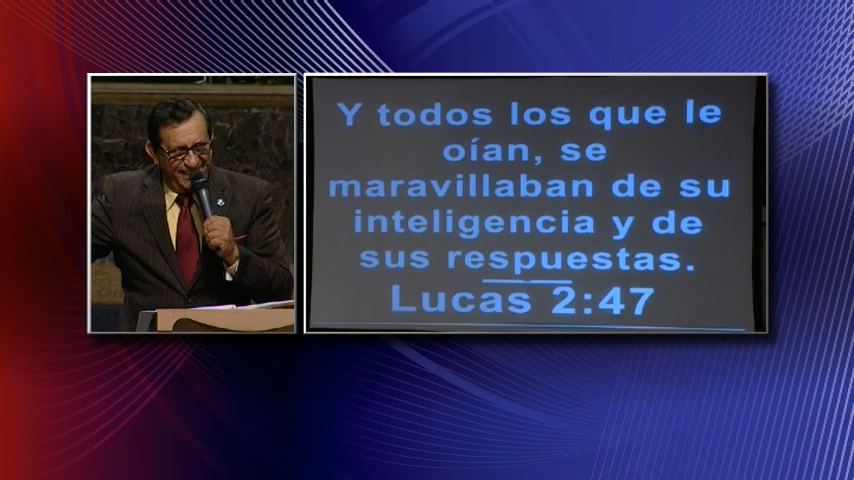 Y todos los que le
oían, se
maravillaban de su
inteligencia y de
sus respuestas.
Lucas 2:47